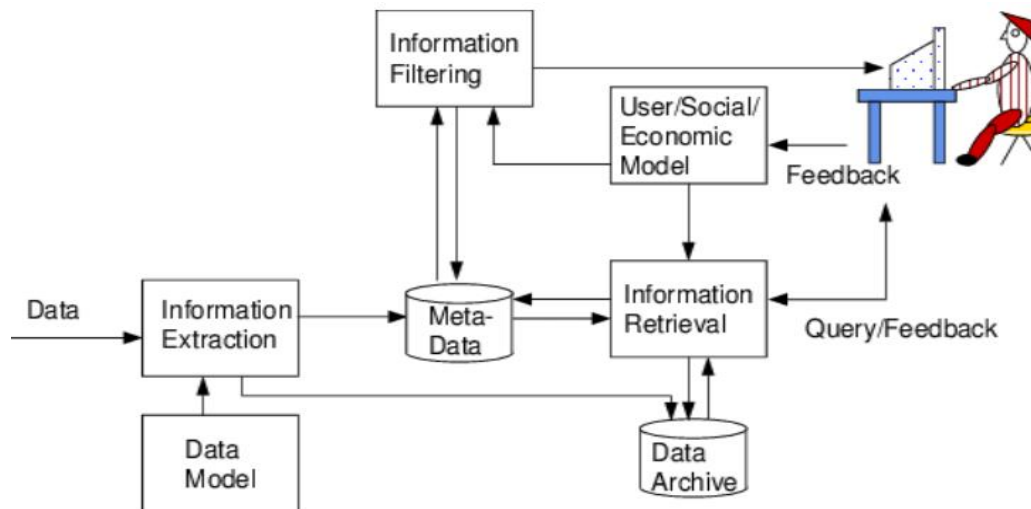 Information
Filtering
User/Social/
Economic
Model
Feedback
Data
Information
Extraction
Meta-
Data
Information
Retrieval
Query/Feedback
Data
Model
Data
Archive